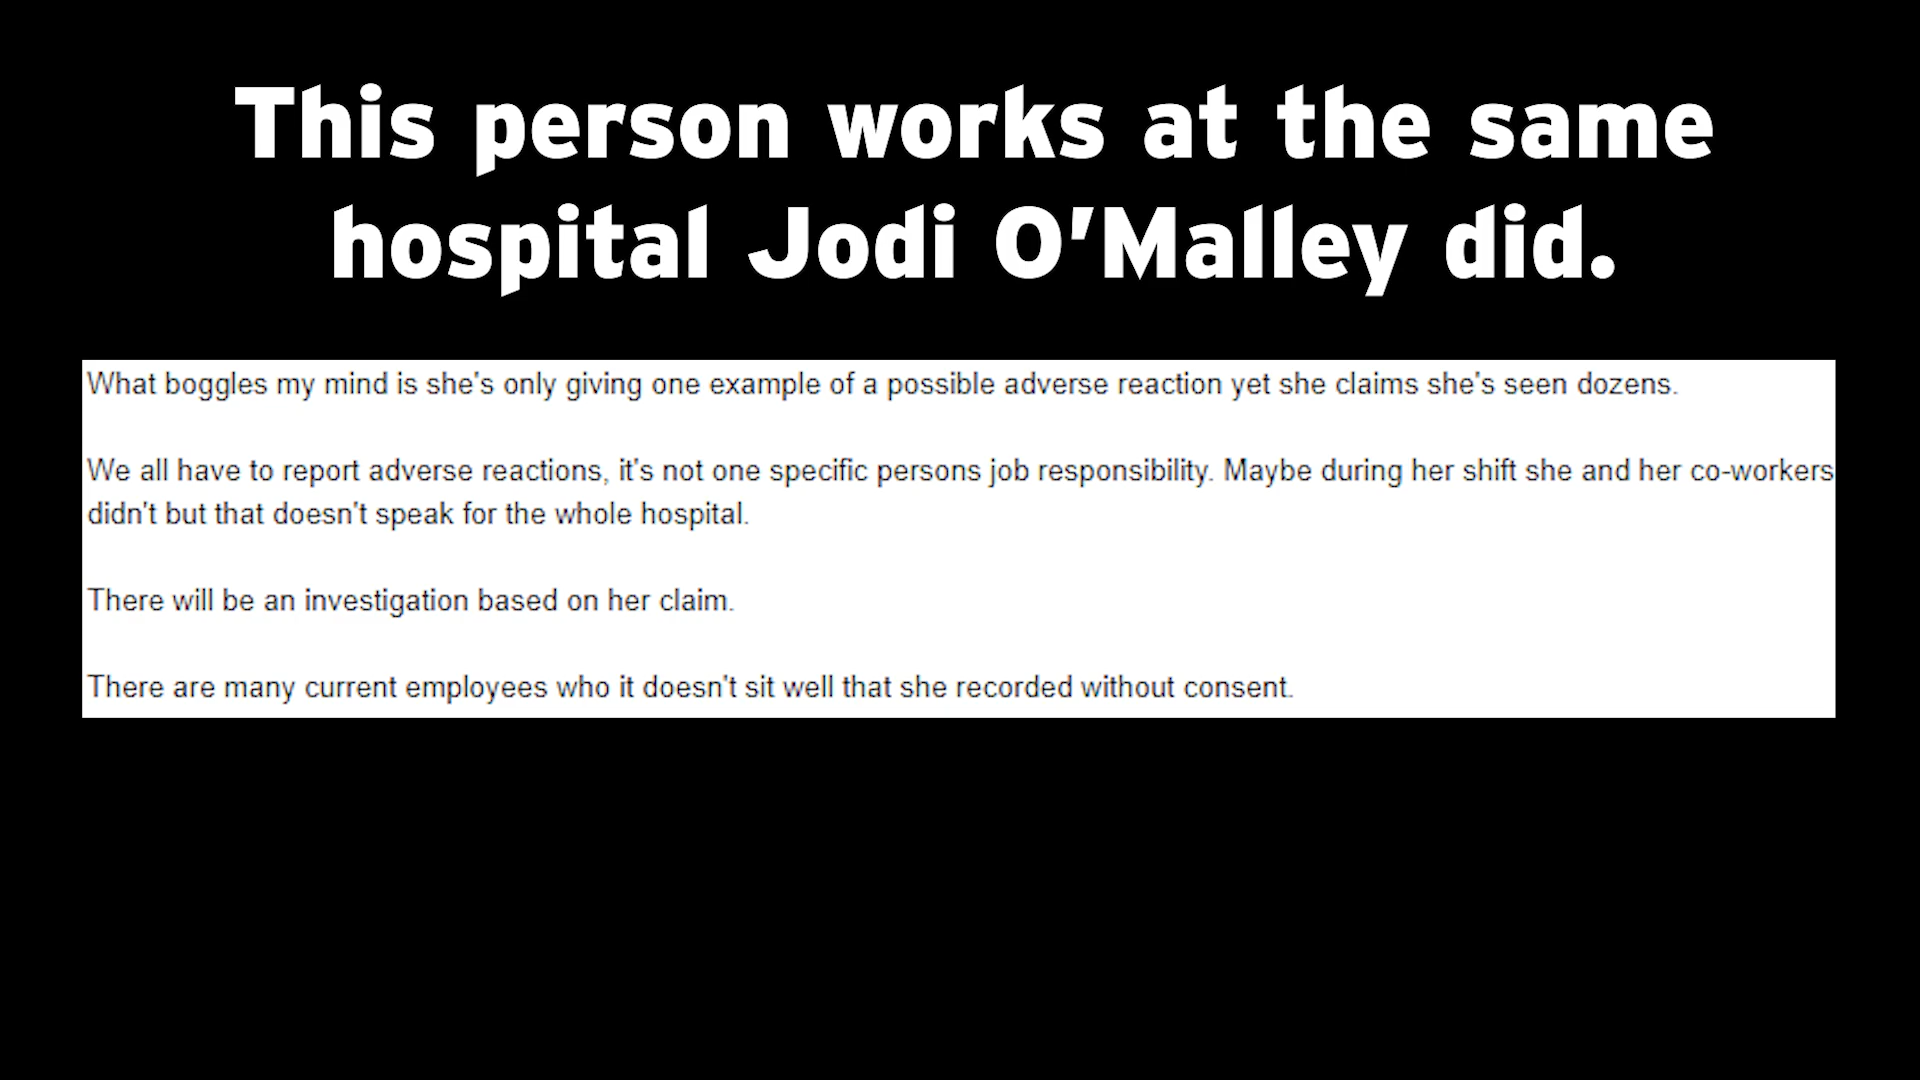 This person works at the same
hospital Jodi O'Malley did.
What boggles my mind is she's only giving one example of a possible adverse reaction yet she claims she's seen dozens.
We all have to report adverse reactions, it's not one specific persons job responsibility. Maybe during her shift she and her co-workers
didn't but that doesn't speak for the whole hospital.
There will be an investigation based on her claim.
There are many current employees who it doesn't sit well that she recorded without consent.